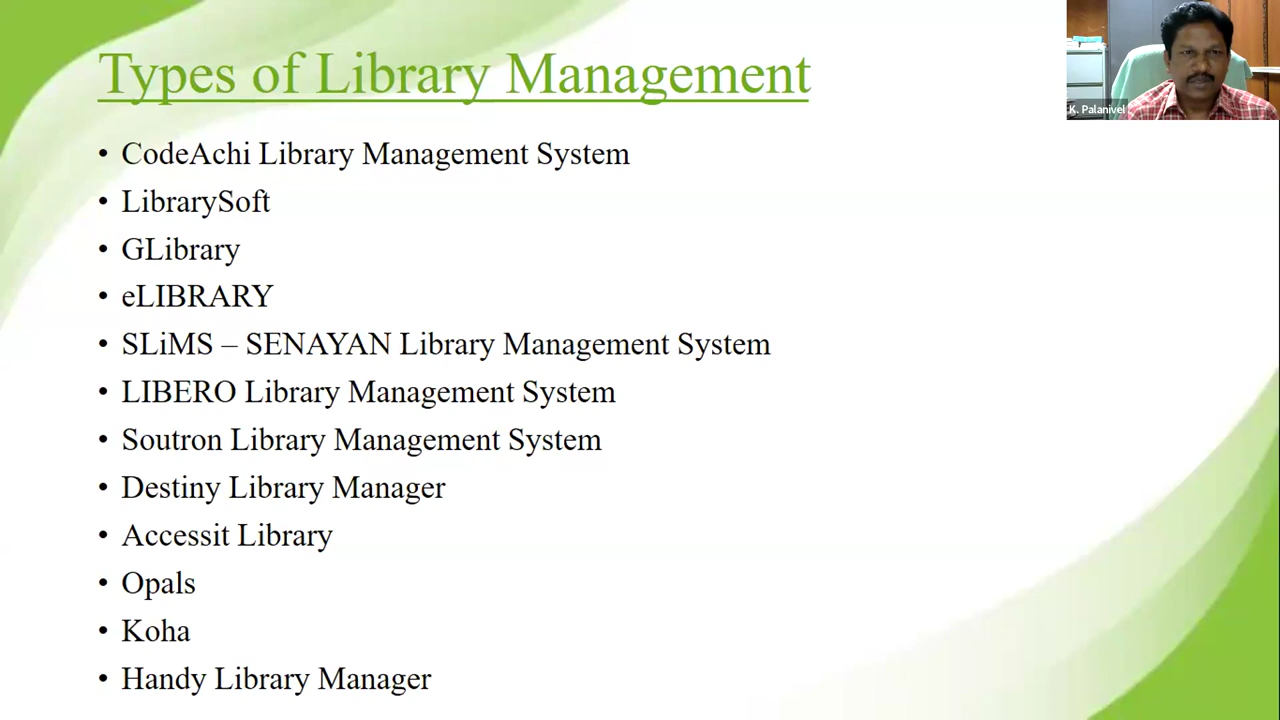 Types of Library Management
K. Palanivel
• CodeAchi Library Management System
• LibrarySoft
• GLibrary
• eLIBRARY
• SLiMS – SENAYAN Library Management System
• LIBERO Library Management System
• Soutron Library Management System
• Destiny Library Manager
• Accessit Library
• Opals
• Koha
• Handy Library Manager